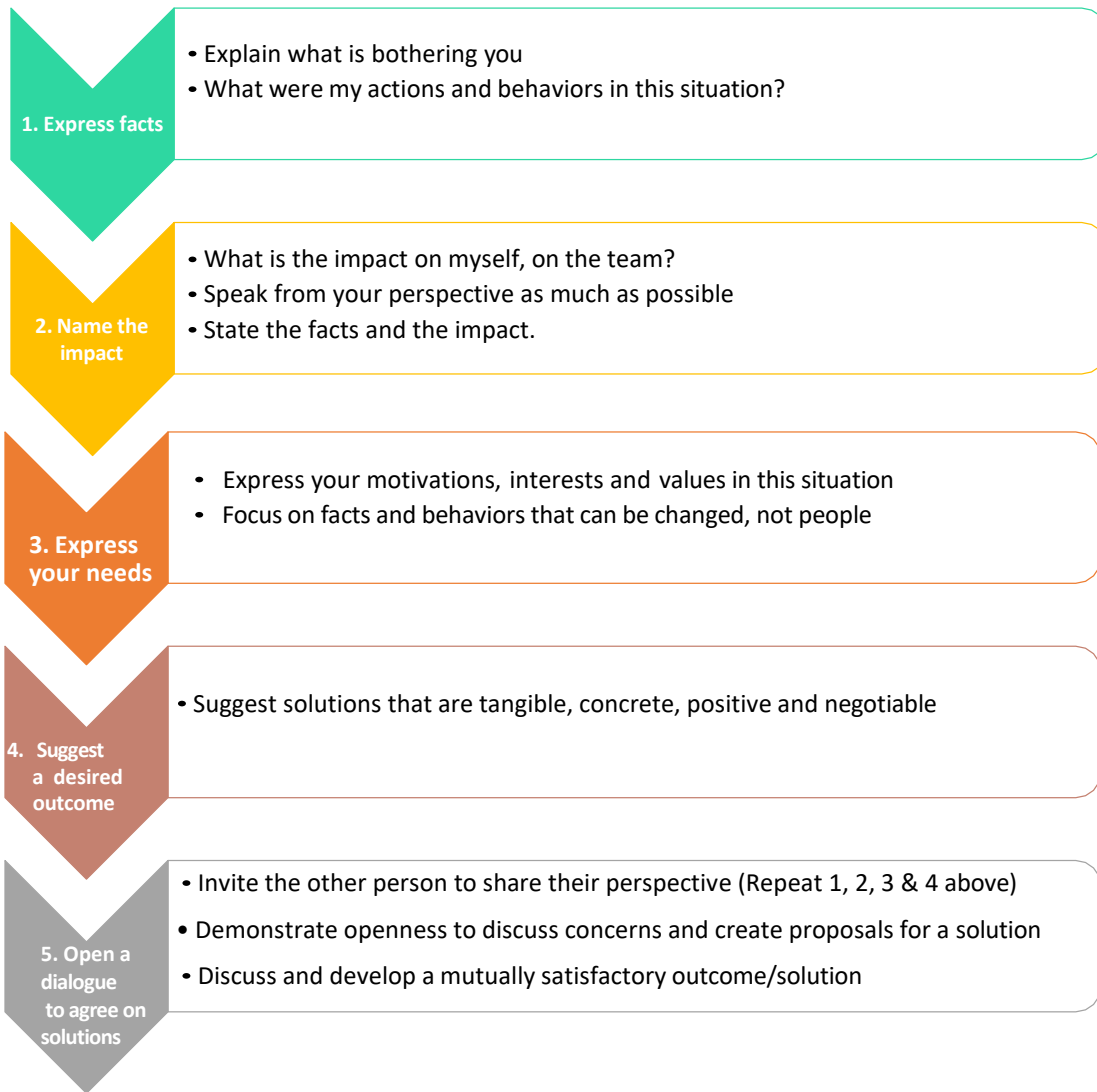 • Explain what is bothering you
• What were my actions and behaviors in this situation?
1. Express facts
• What is the impact on myself, on the team?
• Speak from your perspective as much as possible
• State the facts and the impact.
2. Name the
impact
• Express your motivations, interests and values in this situation
• Focus on facts and behaviors that can be changed, not people
3. Express
your needs
• Suggest solutions that are tangible, concrete, positive and negotiable
4. Suggest
a desired
outcome
• Invite the other person to share their perspective (Repeat 1, 2, 3 & 4 above)
• Demonstrate openness to discuss concerns and create proposals for a solution
• Discuss and develop a mutually satisfactory outcome/solution
5. Open a
dialogue
to agree on
solutions